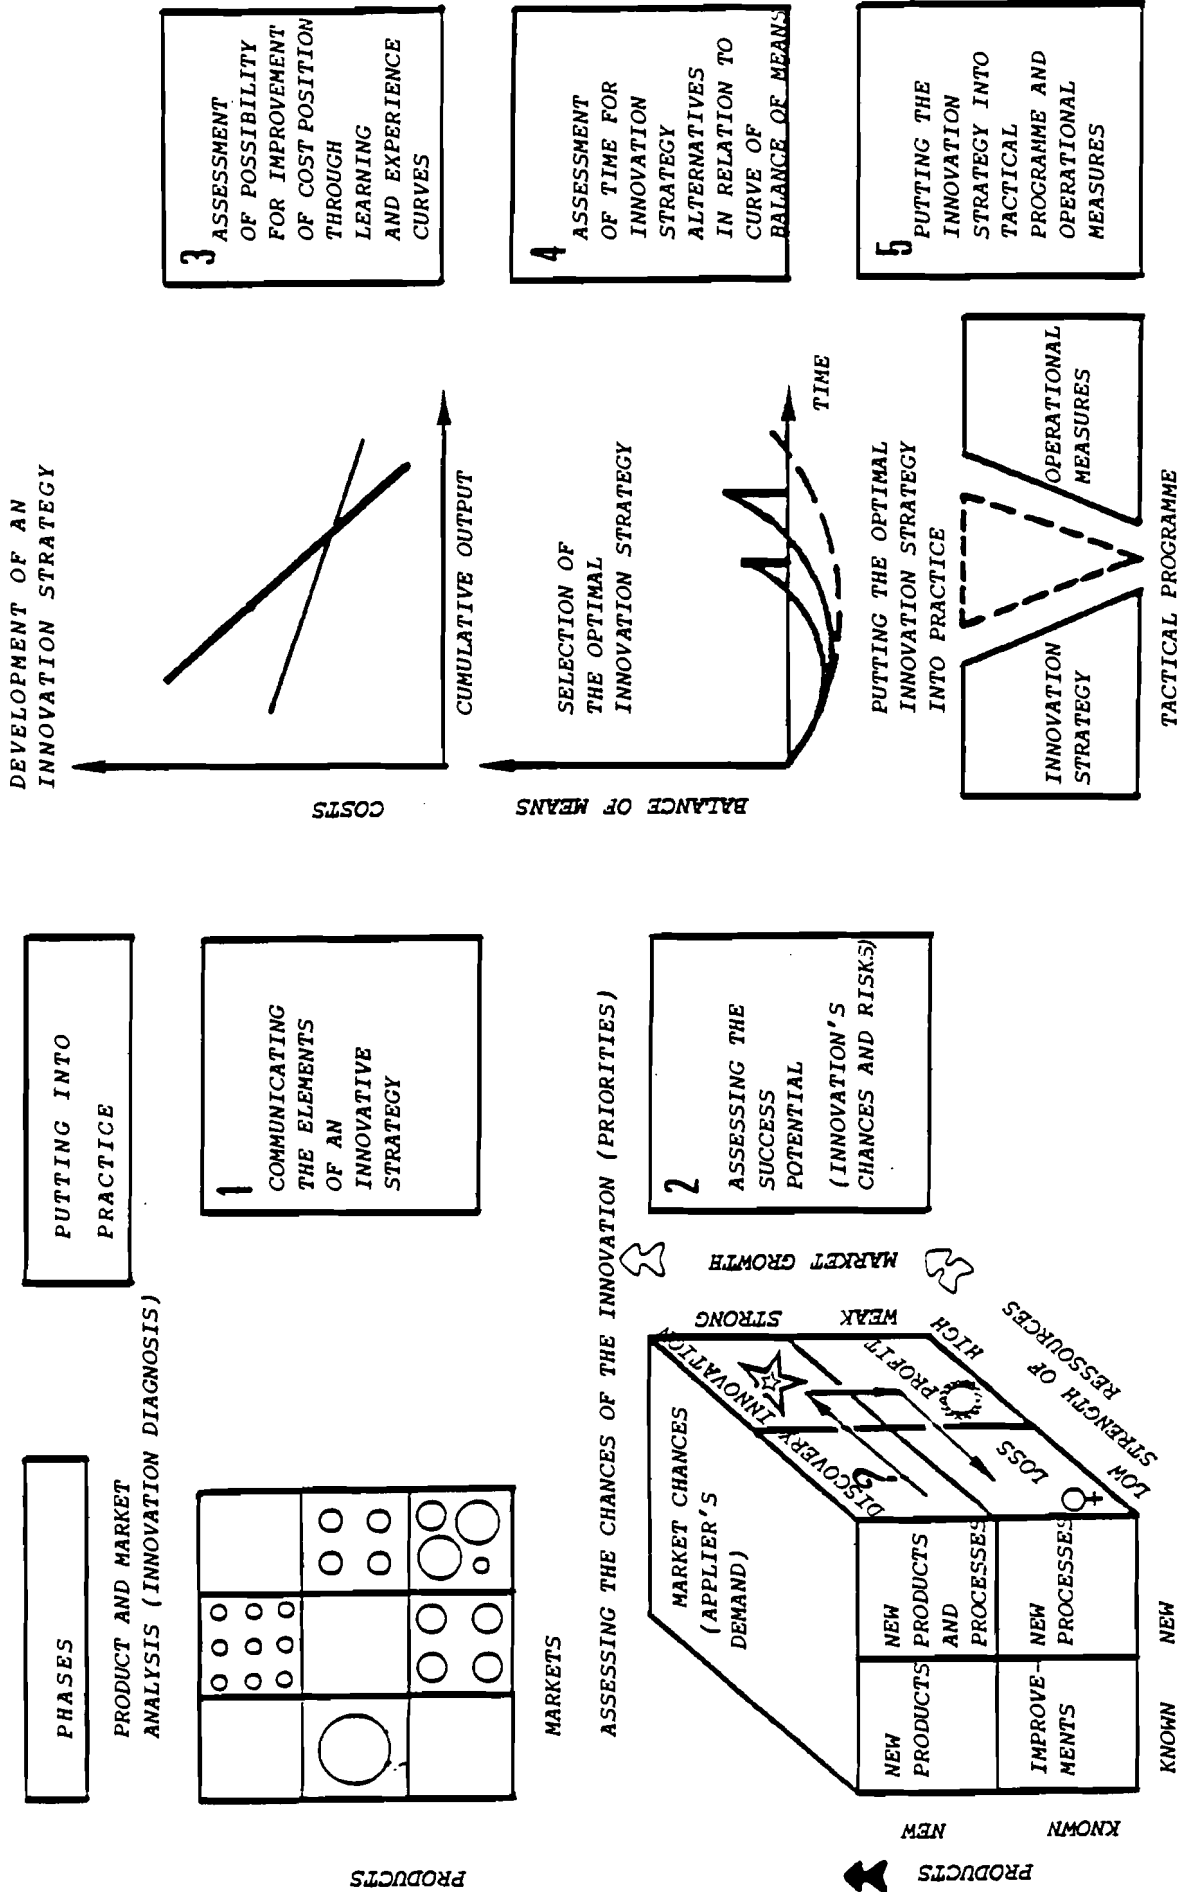 PHASES
PUTTING INTO
PRACTICE
PRODUCT AND MARKET
ANALYSIS (INNOVATION DIAGNOSIS)
PRODUCTS
MARKETS
1
COMMUNICATING
THE ELEMENTS
OF AN
INNOVATIVE
STRATEGY
ASSESSING THE CHANCES OF THE INNOVATION (PRIORITIES)
MARKET CHANCES
(APPLIER'S
DEMAND)
INNOVATION
DISCOVERY
?
PROFIT
LOSS
STRONG
WEAK
MARKET GROWTH
HIGH
LOW
STRENGTH OF
RESSOURCES
NEW
PRODUCTS
NEW
PRODUCTS
AND
PROCESSES
IMPROVE-
MENTS
NEW
PROCESSES
NEW
KNOWN
PRODUCTS
KNOWN
NEW
2
ASSESSING THE
SUCCESS
POTENTIAL
(INNOVATION'S
CHANCES AND RISKS)
DEVELOPMENT OF AN
INNOVATION STRATEGY
COSTS
CUMULATIVE OUTPUT
3
ASSESSMENT
OF POSSIBILITY
FOR IMPROVEMENT
OF COST POSITION
THROUGH
LEARNING
AND EXPERIENCE
CURVES
SELECTION OF
THE OPTIMAL
INNOVATION STRATEGY
BALANCE OF MEANS
TIME
4
ASSESSMENT
OF TIME FOR
INNOVATION
STRATEGY
ALTERNATIVES
IN RELATION TO
CURVE OF
BALANCE OF MEANS
PUTTING THE OPTIMAL
INNOVATION STRATEGY
INTO PRACTICE
INNOVATION
STRATEGY
OPERATIONAL
MEASURES
TACTICAL PROGRAMME
5
PUTTING THE
INNOVATION
STRATEGY INTO
TACTICAL
PROGRAMME AND
OPERATIONAL
MEASURES